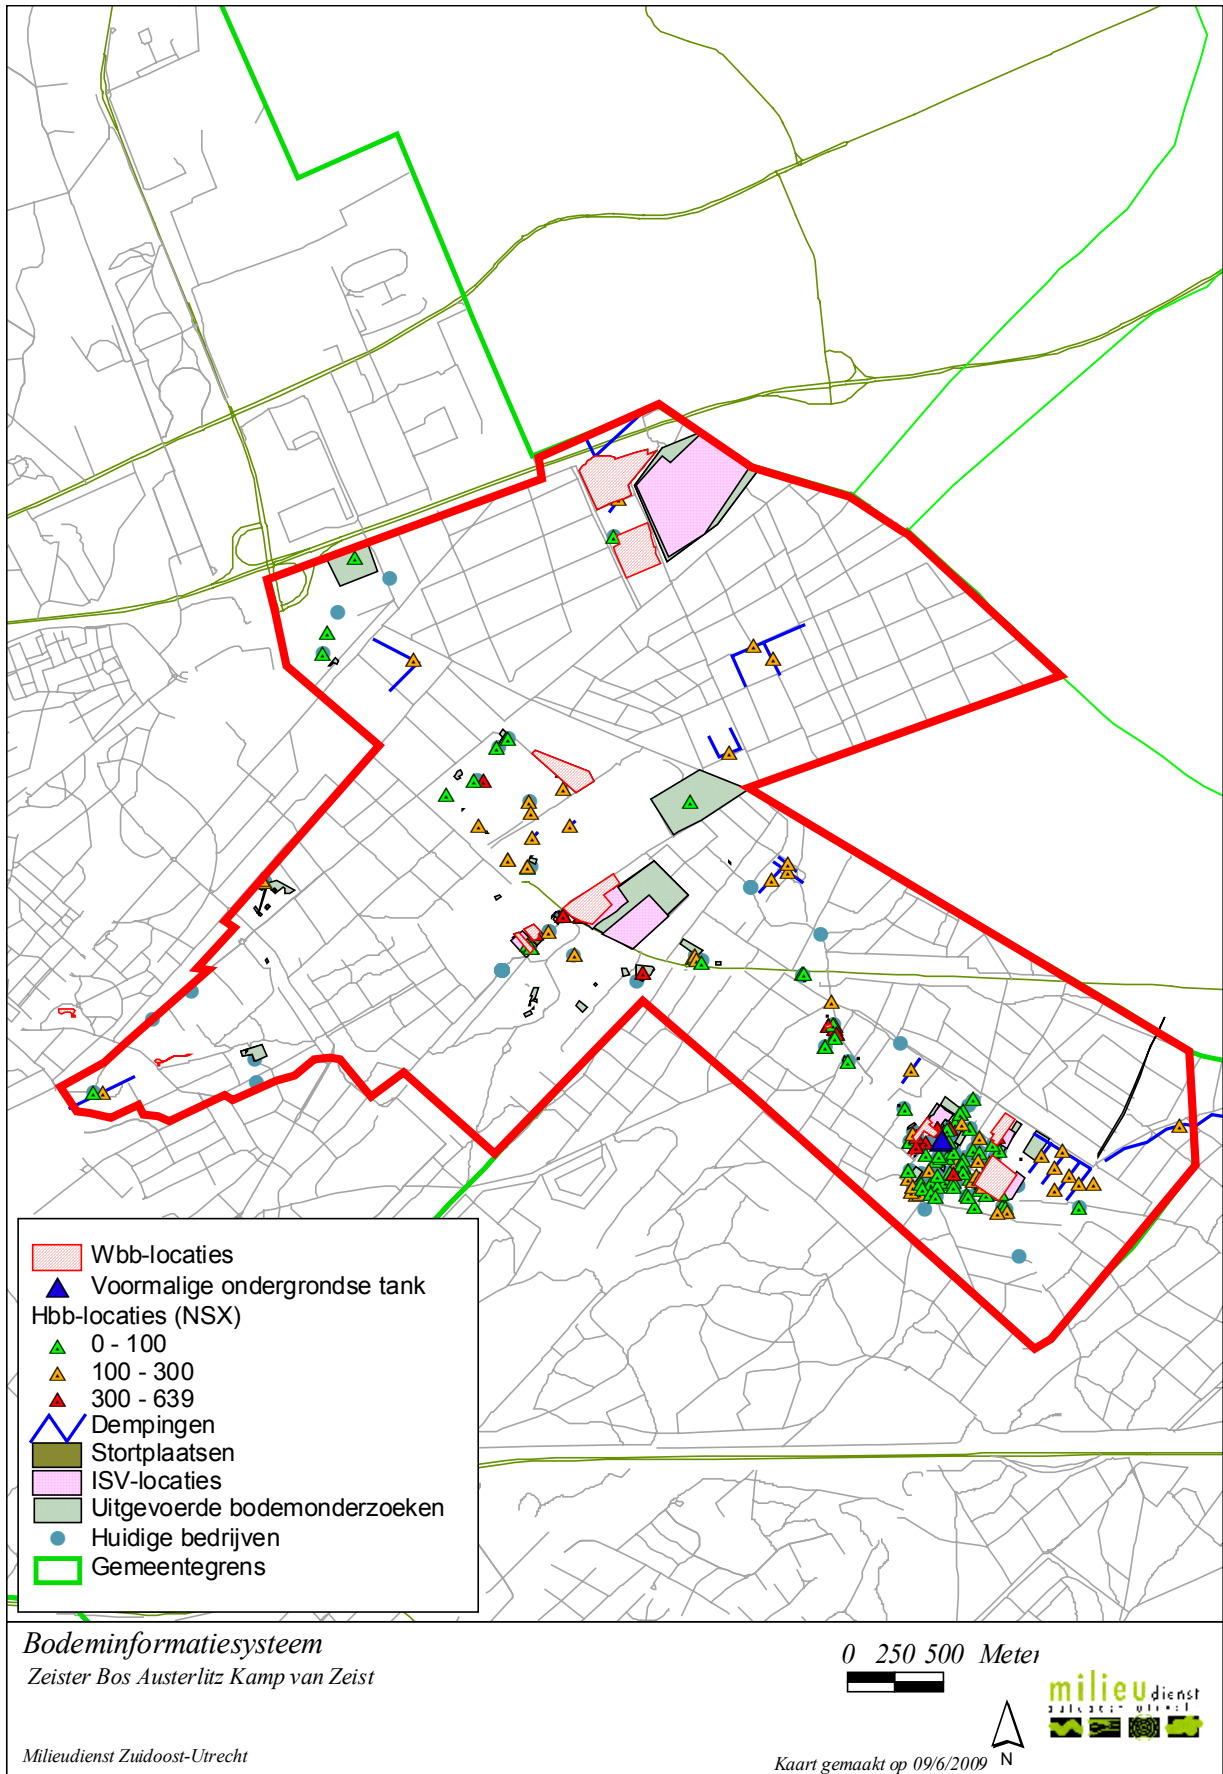 Wbb-locaties
Voormalige ondergrondse tank
Hbb-locaties (NSX)
0 - 100
100 - 300
300 - 639
Dempingen
Stortplaatsen
ISV-locaties
Uitgevoerde bodemonderzoeken
Huidige bedrijven
Gemeentegrens
Bodeminformatiesysteem
Zeister Bos Austerlitz Kamp van Zeist
0 250 500 Meter
milieudienst
Milieudienst Zuidoost-Utrecht
Kaart gemaakt op 09/6/2009
N